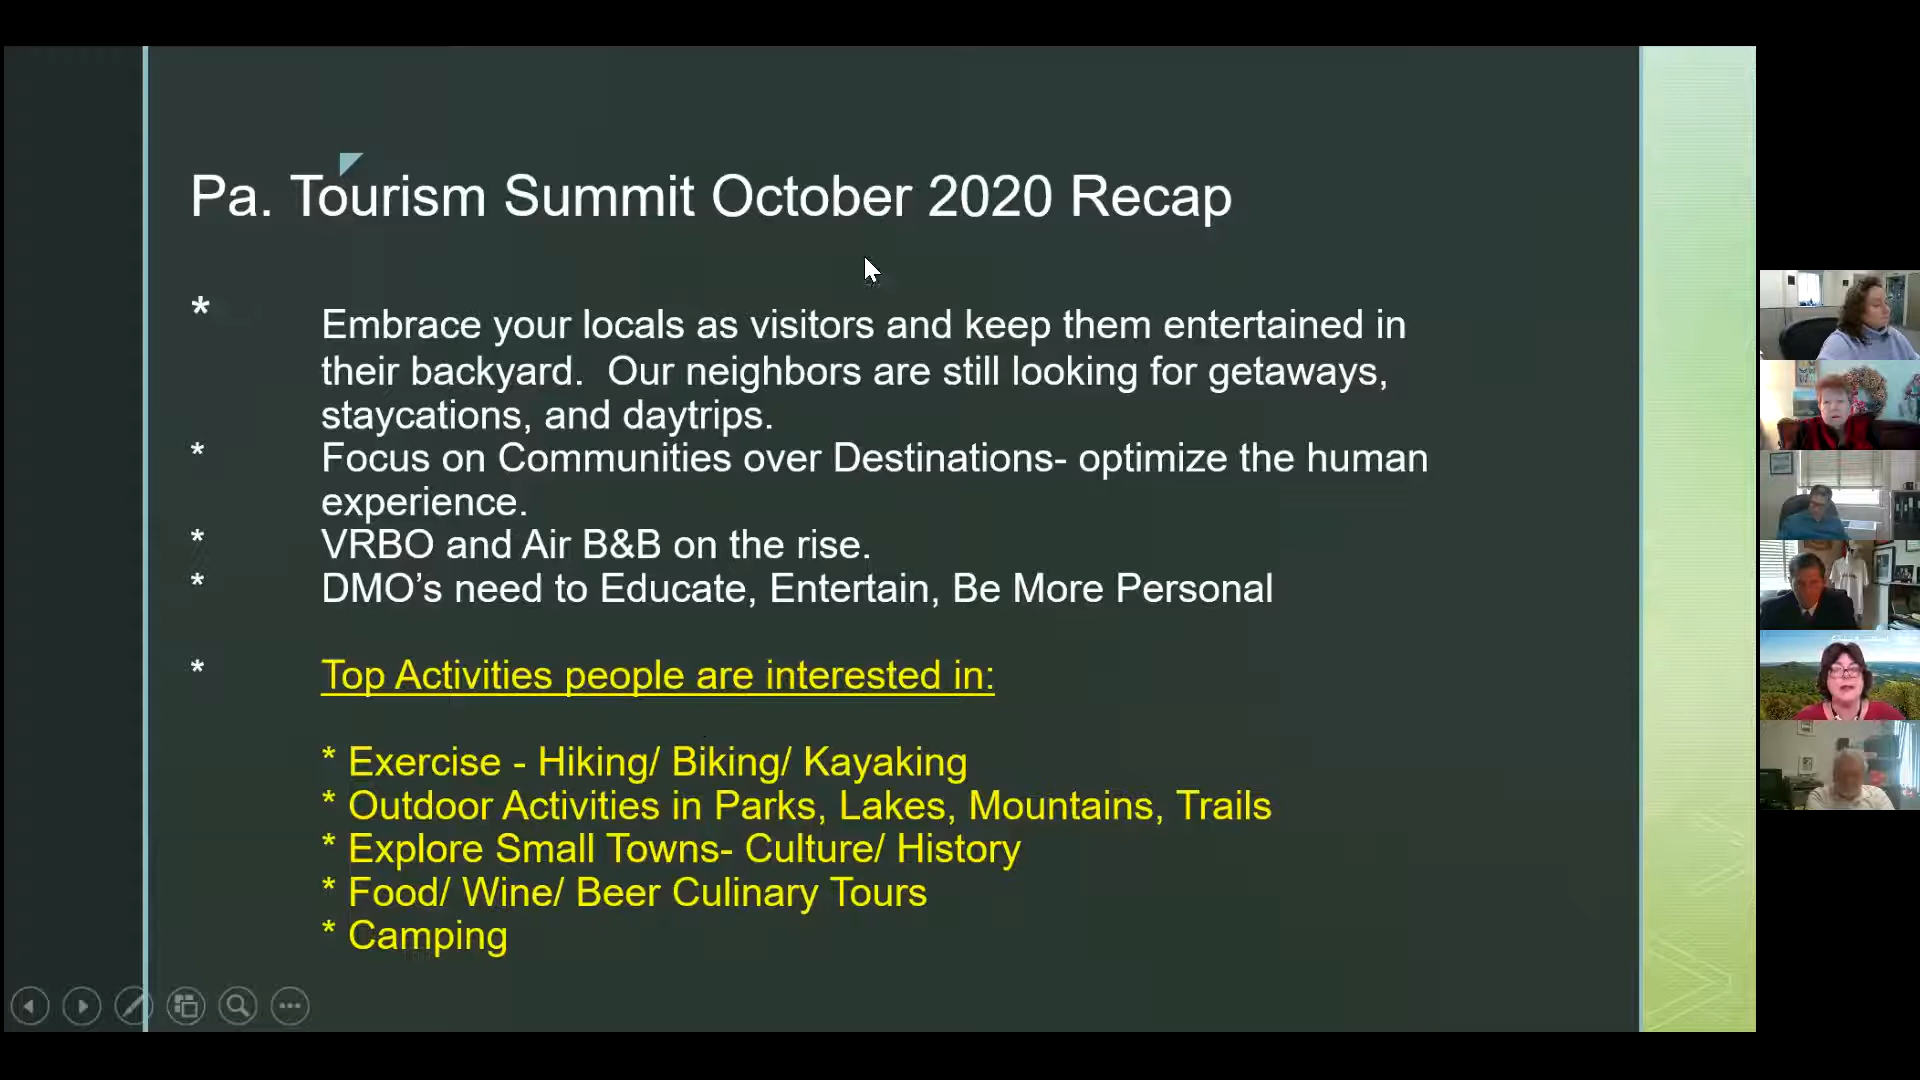 Pa. Tourism Summit October 2020 Recap
* Embrace your locals as visitors and keep them entertained in
their backyard.  Our neighbors are still looking for getaways,
staycations, and daytrips.
* Focus on Communities over Destinations- optimize the human
experience.
* VRBO and Air B&B on the rise.
* DMO’s need to Educate, Entertain, Be More Personal
* Top Activities people are interested in:
* Exercise - Hiking/ Biking/ Kayaking
* Outdoor Activities in Parks, Lakes, Mountains, Trails
* Explore Small Towns- Culture/ History
* Food/ Wine/ Beer Culinary Tours
* Camping